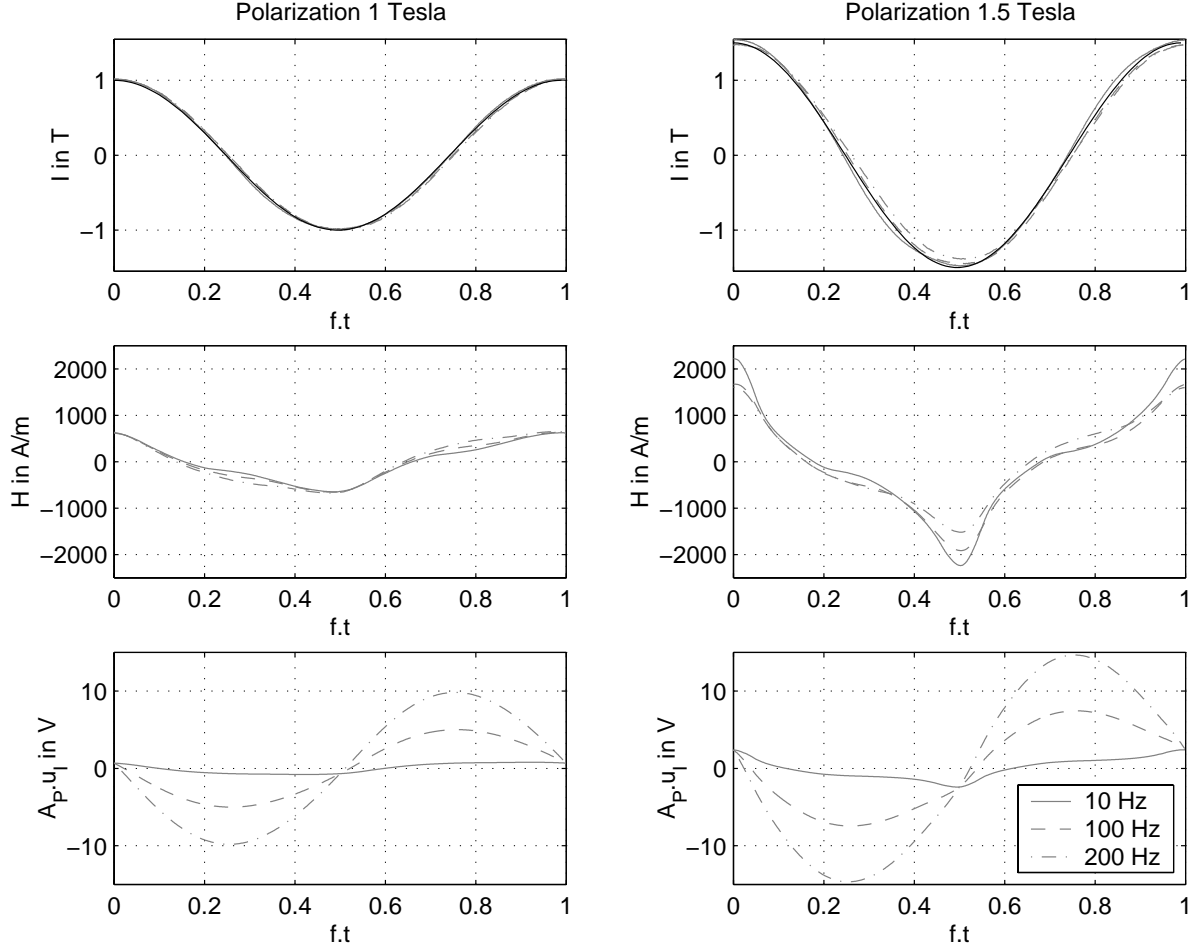 Polarization 1 Tesla
1
0
−1
I in T
0 0.2 0.4 0.6 0.8 1
f.t
2000
1000
0
−1000
−2000
H in A/m
0 0.2 0.4 0.6 0.8 1
f.t
10
0
−10
A_P.u_I in V
0 0.2 0.4 0.6 0.8 1
f.t
Polarization 1.5 Tesla
1
0
−1
I in T
0 0.2 0.4 0.6 0.8 1
f.t
2000
1000
0
−1000
−2000
H in A/m
0 0.2 0.4 0.6 0.8 1
f.t
10
0
−10
A_P.u_I in V
10 Hz
100 Hz
200 Hz
0 0.2 0.4 0.6 0.8 1
f.t